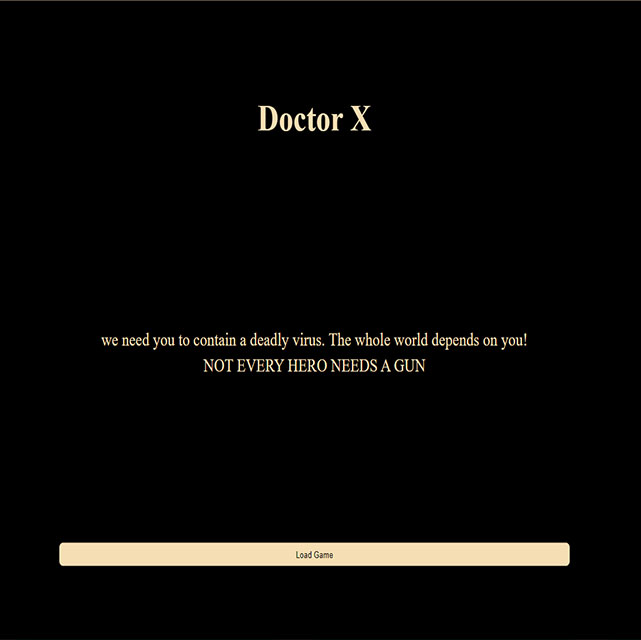 Doctor X
we need you to contain a deadly virus. The whole world depends on you!
NOT EVERY HERO NEEDS A GUN
Load Game